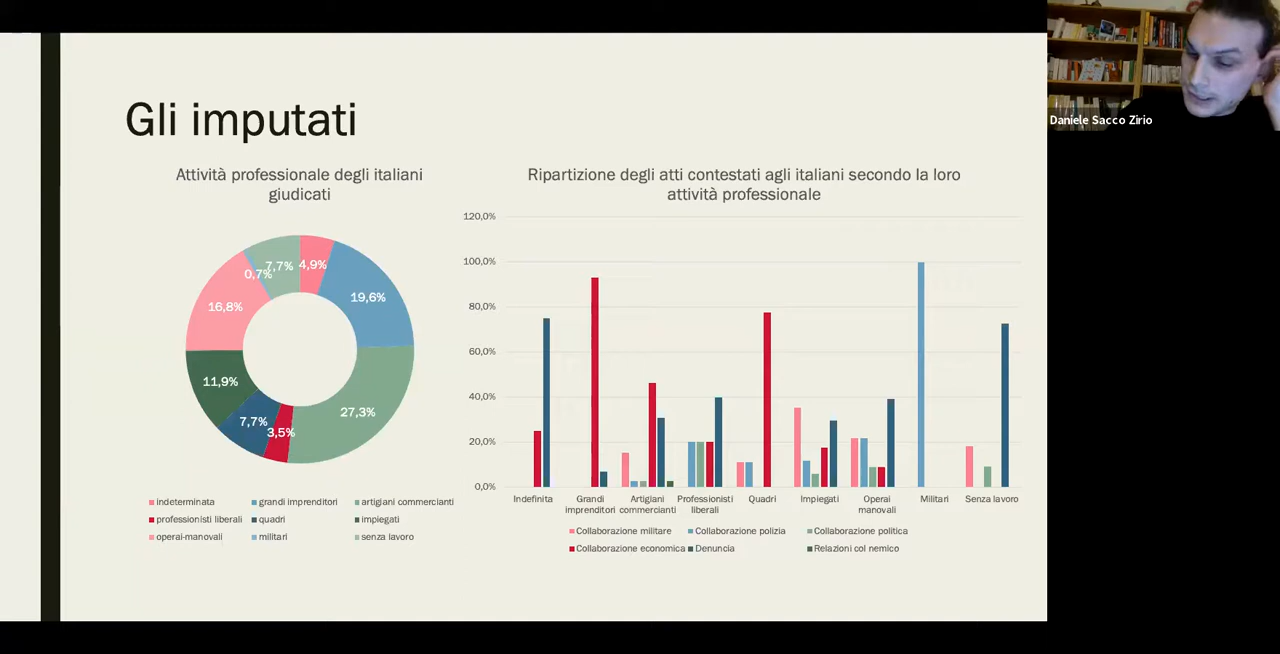 Gli imputati
Attività professionale degli italiani
giudicati
4,9%
19,6%
27,3%
3,5%
7,7%
11,9%
16,8%
0,7%
7,7%
indeterminata
grandi imprenditori
artigiani commercianti
professionisti liberali
quadri
impiegati
operai-manovali
militari
senza lavoro
Ripartizione degli atti contestati agli italiani secondo la loro
attività professionale
120,0%
100,0%
80,0%
60,0%
40,0%
20,0%
0,0%
Indefinita
Grandi
imprenditori
Artigiani
commercianti
Professionisti
liberali
Quadri
Impiegati
Operai
manovali
Militari
Senza lavoro
Collaborazione militare
Collaborazione polizia
Collaborazione politica
Collaborazione economica
Denuncia
Relazioni col nemico
Daniele Sacco Zirio